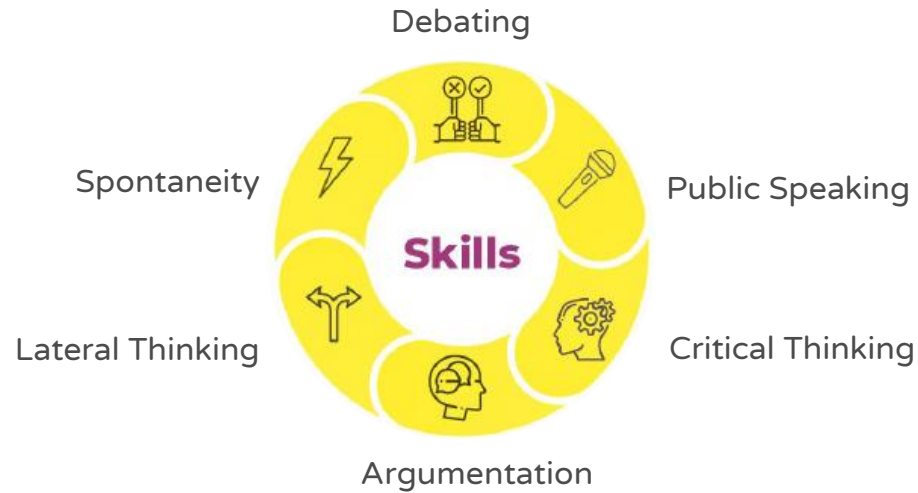 Debating
Spontaneity
Public Speaking
Skills
Lateral Thinking
Critical Thinking
Argumentation